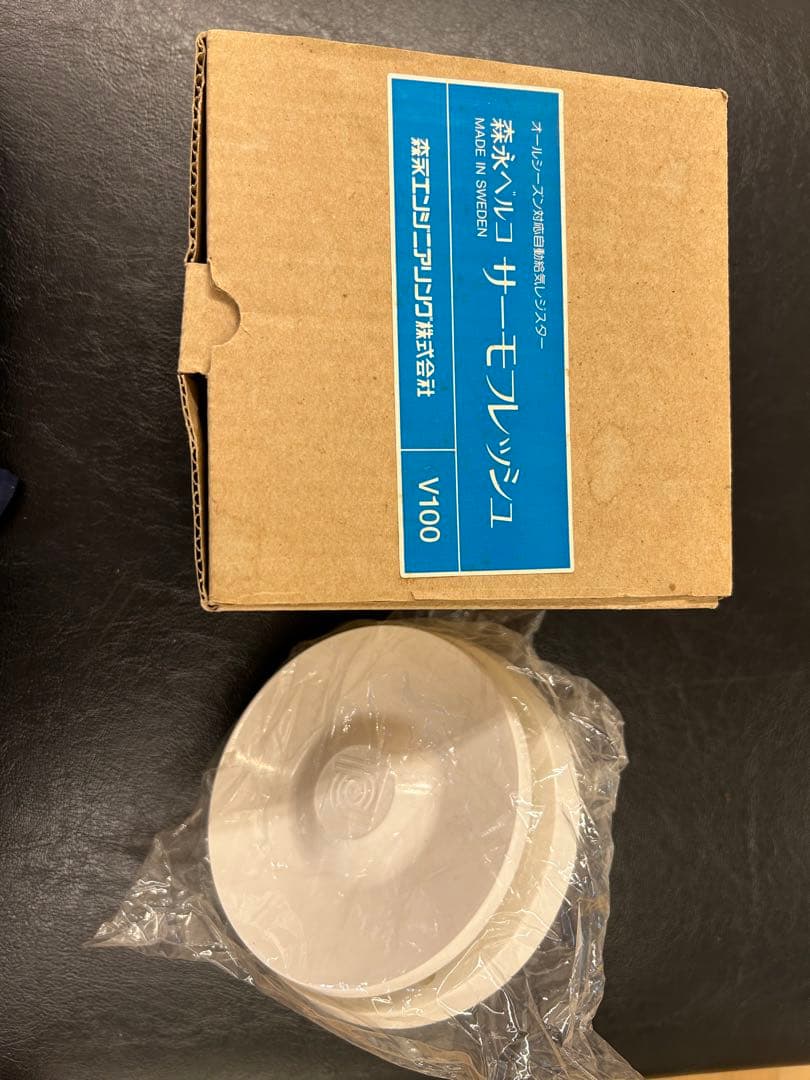 オールシーズン対応自動給気レジスター
森永ベルコ サーモフレッシュ
MADE IN SWEDEN
森永エンジニアリング株式会社
V100